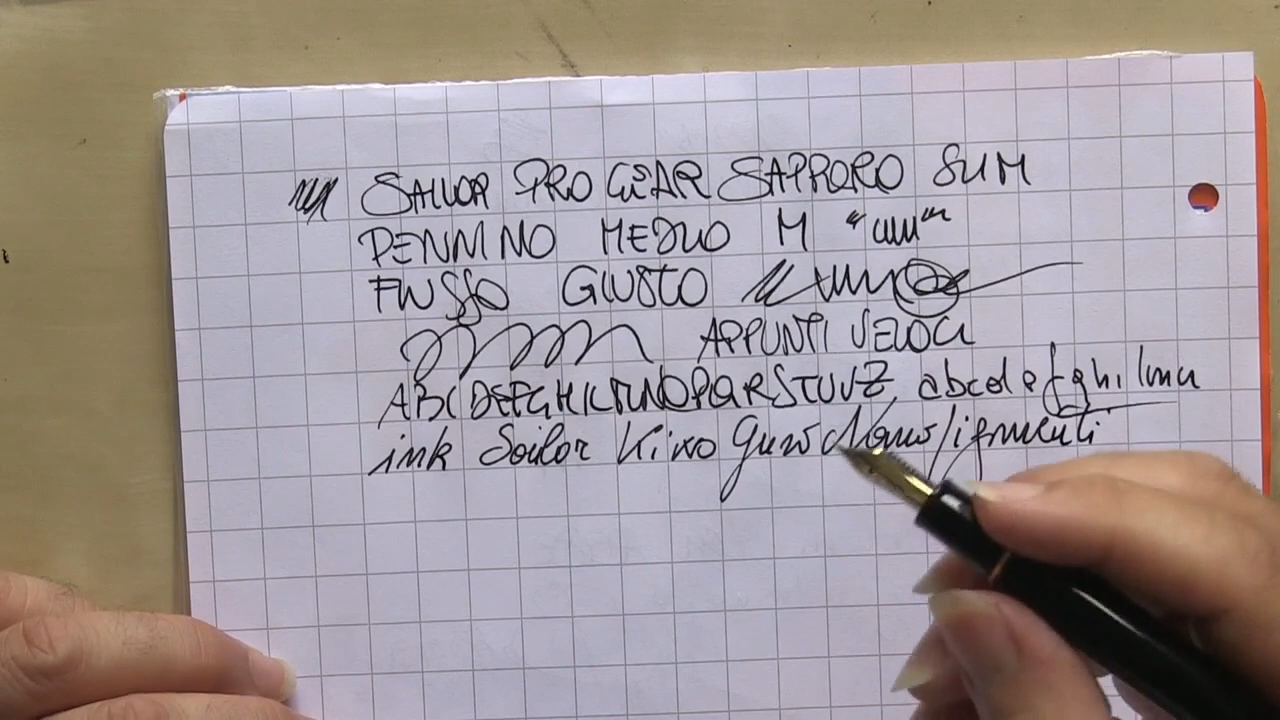 SAILOR PRO GEAR SAPPORO SLIM
PENNINO MEDIO M
FLUSSO GIUSTO
APPUNTI VELOCI
ABCDEFGHILMNOPQRSTUVZ abcdefghilmn
ink Sailor Kiwa Guro Nano / pigmenti